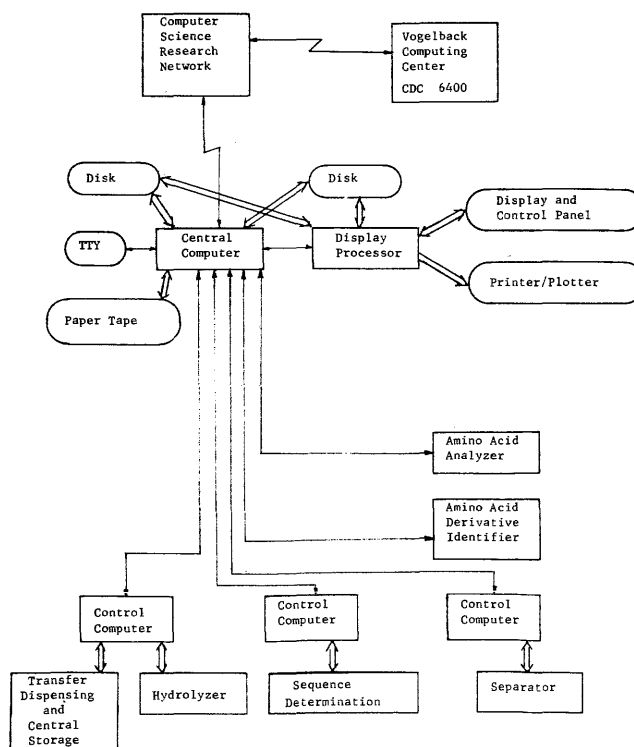 Computer
Science
Research
Network
Vogelback
Computing
Center
CDC 6400
Disk
Disk
Display and
Control Panel
TTY
Central
Computer
Display
Processor
Printer/Plotter
Paper Tape
Amino Acid
Analyzer
Amino Acid
Derivative
Identifier
Control
Computer
Control
Computer
Control
Computer
Transfer
Dispensing
and
Central
Storage
Hydrolyzer
Sequence
Determination
Separator